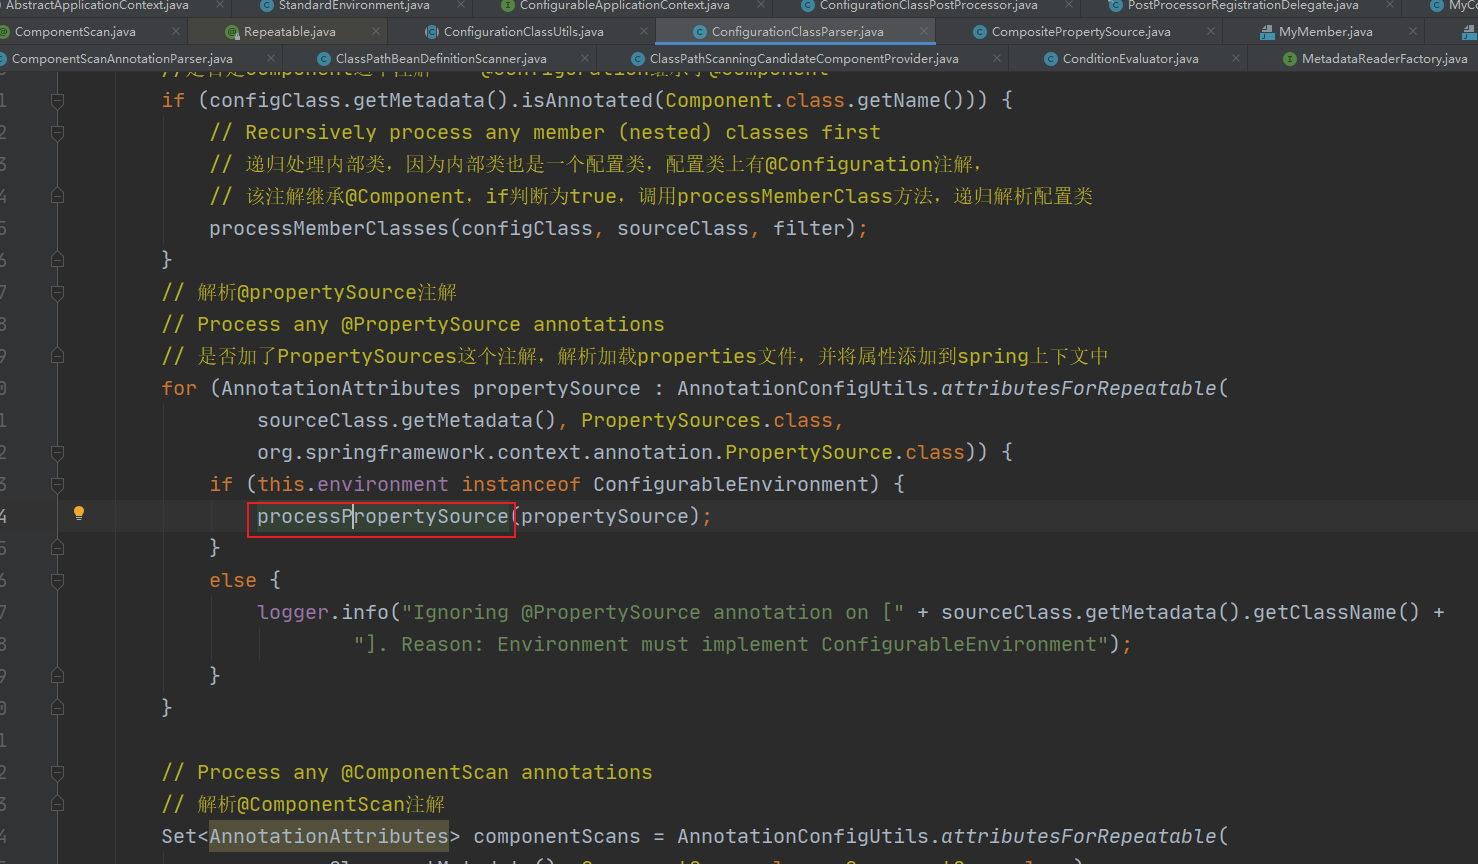 AbstractApplicationContext.java StandardEnvironment.java ConfigurableApplicationContext.java ConfigurationClassPostProcessor.java PostProcessorRegistrationDelegate.java
ComponentScan.java Repeatable.java ConfigurationClassUtils.java ConfigurationClassParser.java CompositePropertySource.java MyMember.java
ComponentScanAnnotationParser.java ClassPathBeanDefinitionScanner.java ClassPathScanningCandidateComponentProvider.java ConditionEvaluator.java MetadataReaderFactory.java
if (configClass.getMetadata().isAnnotated(Component.class.getName())) {
// Recursively process any member (nested) classes first
// 递归处理内部类，因为内部类也是一个配置类，配置类上有@Configuration注解，
// 该注解继承@Component，if判断为true，调用processMemberClass方法，递归解析配置类
processMemberClasses(configClass, sourceClass, filter);
}
// 解析@propertySource注解
// Process any @PropertySource annotations
// 是否加了PropertySources这个注解，解析加载properties文件，并将属性添加到spring上下文中
for (AnnotationAttributes propertySource : AnnotationConfigUtils.attributesForRepeatable(
sourceClass.getMetadata(), PropertySources.class,
org.springframework.context.annotation.PropertySource.class)) {
if (this.environment instanceof ConfigurableEnvironment) {
processPropertySource(propertySource);
}
else {
logger.info("Ignoring @PropertySource annotation on [" + sourceClass.getMetadata().getClassName() +
"]. Reason: Environment must implement ConfigurableEnvironment");
}
}
// Process any @ComponentScan annotations
// 解析@ComponentScan注解
Set<AnnotationAttributes> componentScans = AnnotationConfigUtils.attributesForRepeatable(